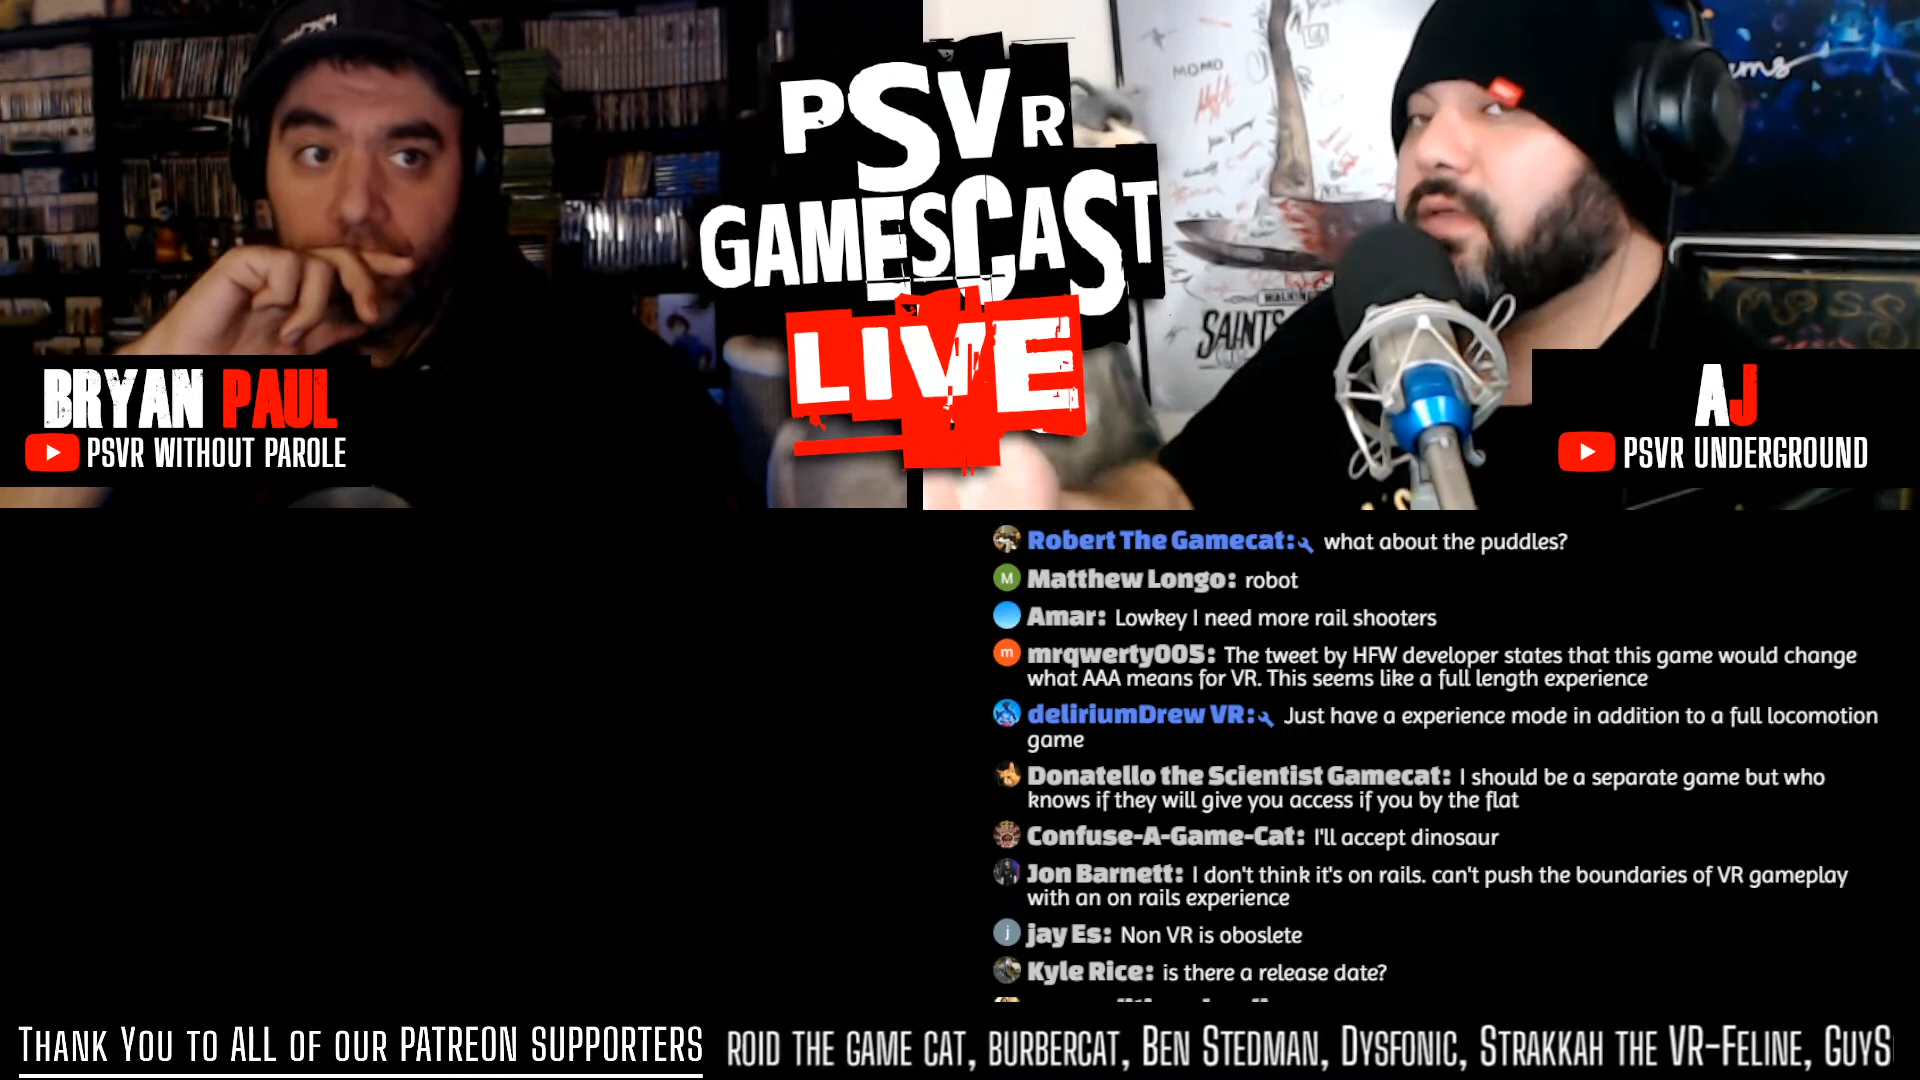 PSVR
GAMESCAST
LIVE
MOMO
SAINTS
BRYAN PAUL
PSVR WITHOUT PAROLE
AJ
PSVR UNDERGROUND
Robert The Gamecat: what about the puddles?
M Matthew Longo: robot
Amar: Lowkey I need more rail shooters
m mrqwerty005: The tweet by HFW developer states that this game would change
what AAA means for VR. This seems like a full length experience
deliriumDrew VR: Just have a experience mode in addition to a full locomotion
game
Donatello the Scientist Gamecat: I should be a separate game but who
knows if they will give you access if you by the flat
Confuse-A-Game-Cat: I'll accept dinosaur
Jon Barnett: I don't think it's on rails. can't push the boundaries of VR gameplay
with an on rails experience
j jay Es: Non VR is oboslete
Kyle Rice: is there a release date?
THANK YOU TO ALL OF OUR PATREON SUPPORTERS
ROID THE GAME CAT, BURBERCAT, BEN STEDMAN, DYSFONIC, STRAKKAH THE VR-FELINE, GUYS